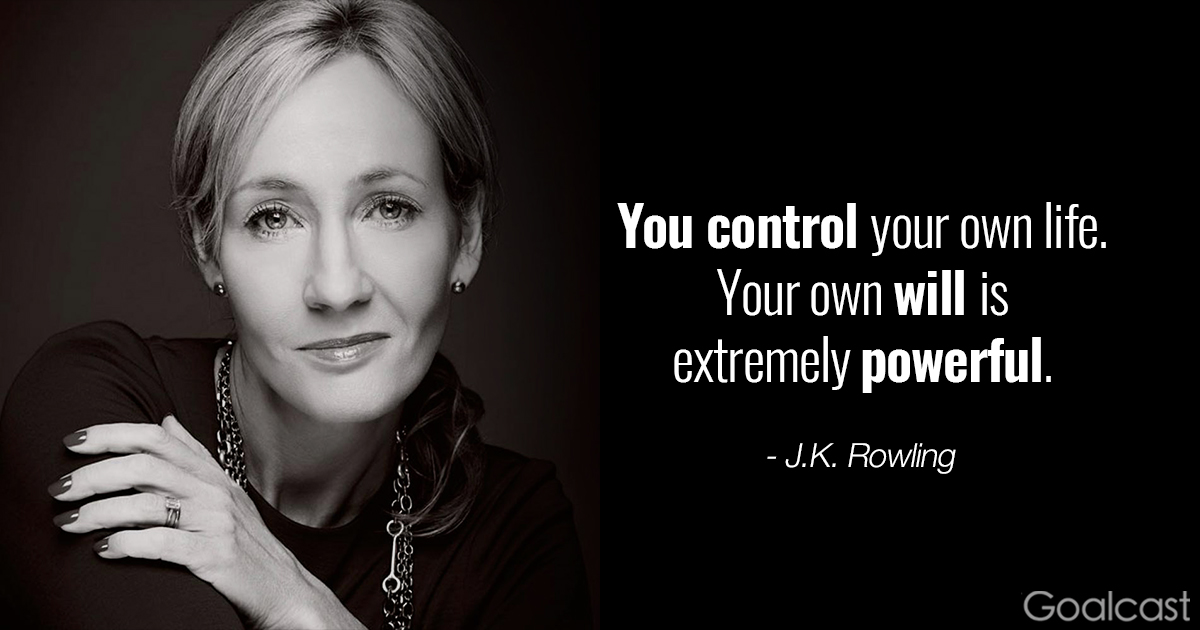 You control your own life.
Your own will is
extremely powerful.
- J.K. Rowling
Goalcast